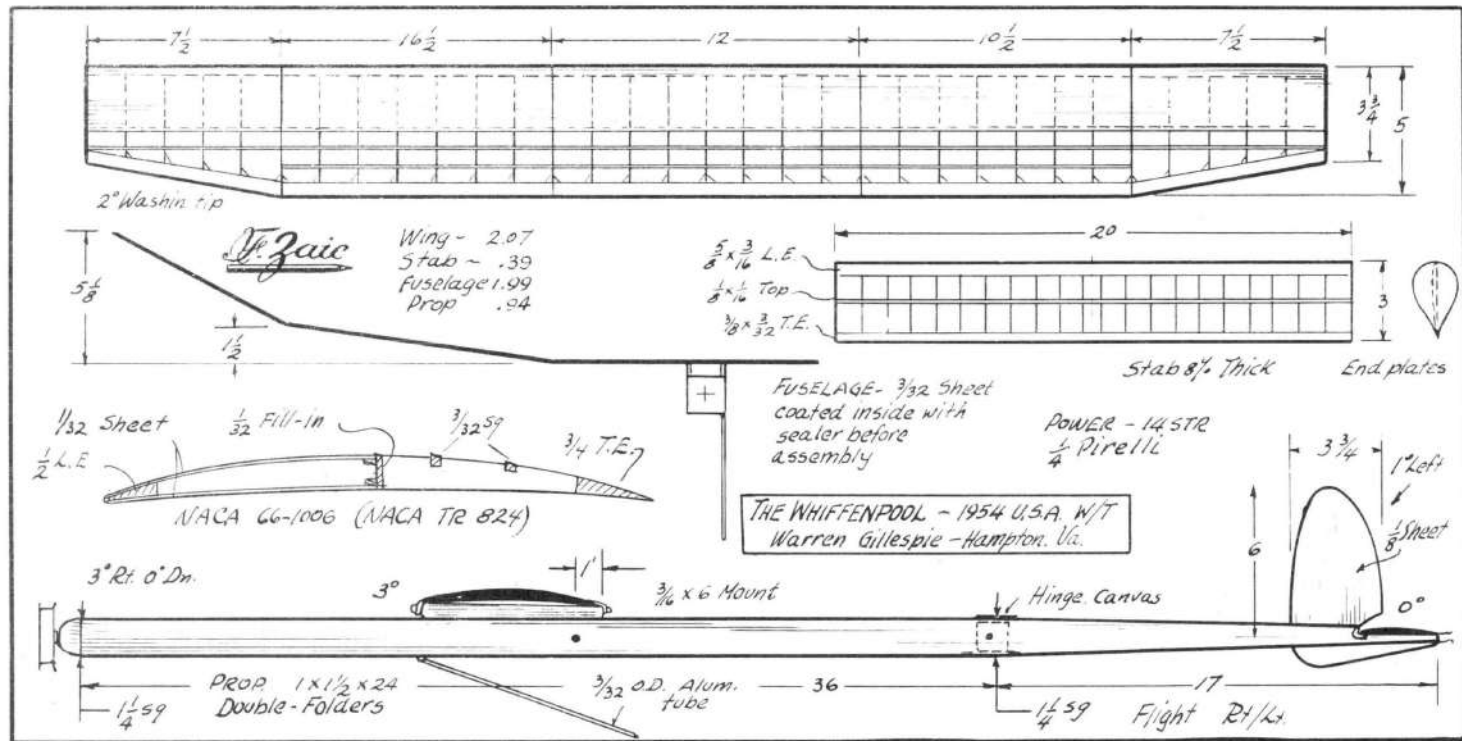 7 1/2 16 1/2 12 10 1/2 7 1/2
3 3/4
5
2° Washin tip
F. Zaic
Wing - 2.07
Stab - .39
Fuselage 1.99
Prop .94
5 1/8
1 1/2
20
5/8 x 3/16 L.E.
1/8 x 1/16 Top
3/8 x 3/32 T.E.
3
Stab 8% Thick
End plates
1/32 Sheet
1/2 L.E
1/32 Fill-in
3/32 sq
3/4 T.E.
NACA 66-1006 (NACA TR 824)
FUSELAGE - 3/32 Sheet
coated inside with
sealer before
assembly
POWER - 14 STR
1/4 Pirelli
THE WHIFFENPOOL - 1954 U.S.A. W/T
Warren Gillespie - Hampton. Va.
3 3/4
1° Left
1/8 Sheet
6
0°
3° Rt. 0° Dn.
3°
1'
3/16 x 6 Mount
Hinge. Canvas
PROP. 1 x 1 1/2 x 24
Double-Folders
3/32 O.D. Alum.
tube
36
17
1 1/4 sq
1 1/4 sq
Flight Rt/Lt.